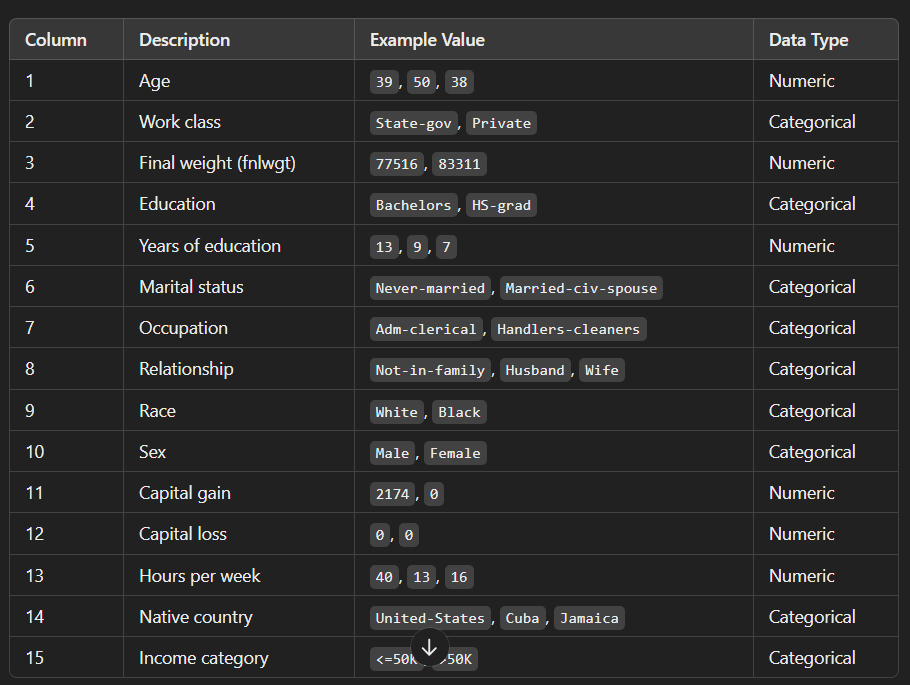 Column Description Example Value Data Type
1 Age 39, 50, 38 Numeric
2 Work class State-gov, Private Categorical
3 Final weight (fnlwgt) 77516, 83311 Numeric
4 Education Bachelors, HS-grad Categorical
5 Years of education 13, 9, 7 Numeric
6 Marital status Never-married, Married-civ-spouse Categorical
7 Occupation Adm-clerical, Handlers-cleaners Categorical
8 Relationship Not-in-family, Husband, Wife Categorical
9 Race White, Black Categorical
10 Sex Male, Female Categorical
11 Capital gain 2174, 0 Numeric
12 Capital loss 0, 0 Numeric
13 Hours per week 40, 13, 16 Numeric
14 Native country United-States, Cuba, Jamaica Categorical
15 Income category <=50K, >50K Categorical